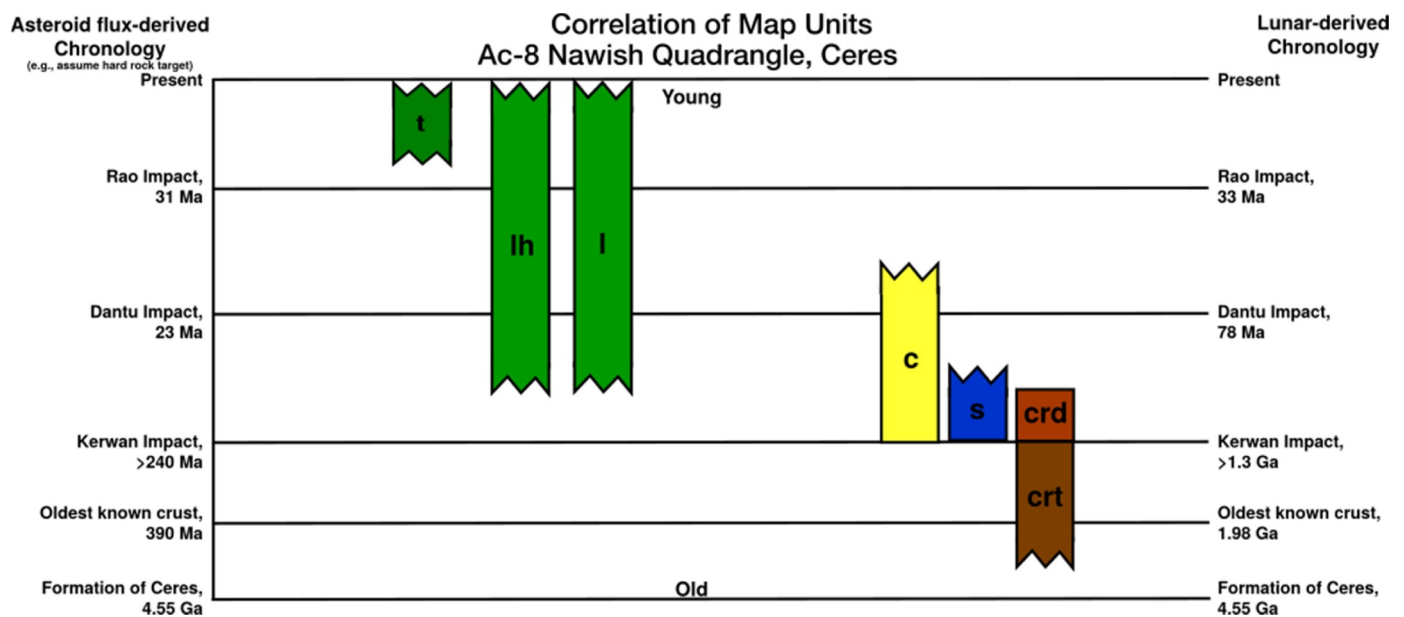 Asteroid flux-derived
Chronology
(e.g., assume hard rock target)
Correlation of Map Units
Ac-8 Nawish Quadrangle, Ceres
Lunar-derived
Chronology
Present
Present
Young
t
Rao Impact,
31 Ma
Rao Impact,
33 Ma
lh
l
Dantu Impact,
23 Ma
Dantu Impact,
78 Ma
c
s
crd
Kerwan Impact,
>240 Ma
Kerwan Impact,
>1.3 Ga
crt
Oldest known crust,
390 Ma
Oldest known crust,
1.98 Ga
Formation of Ceres,
4.55 Ga
Old
Formation of Ceres,
4.55 Ga